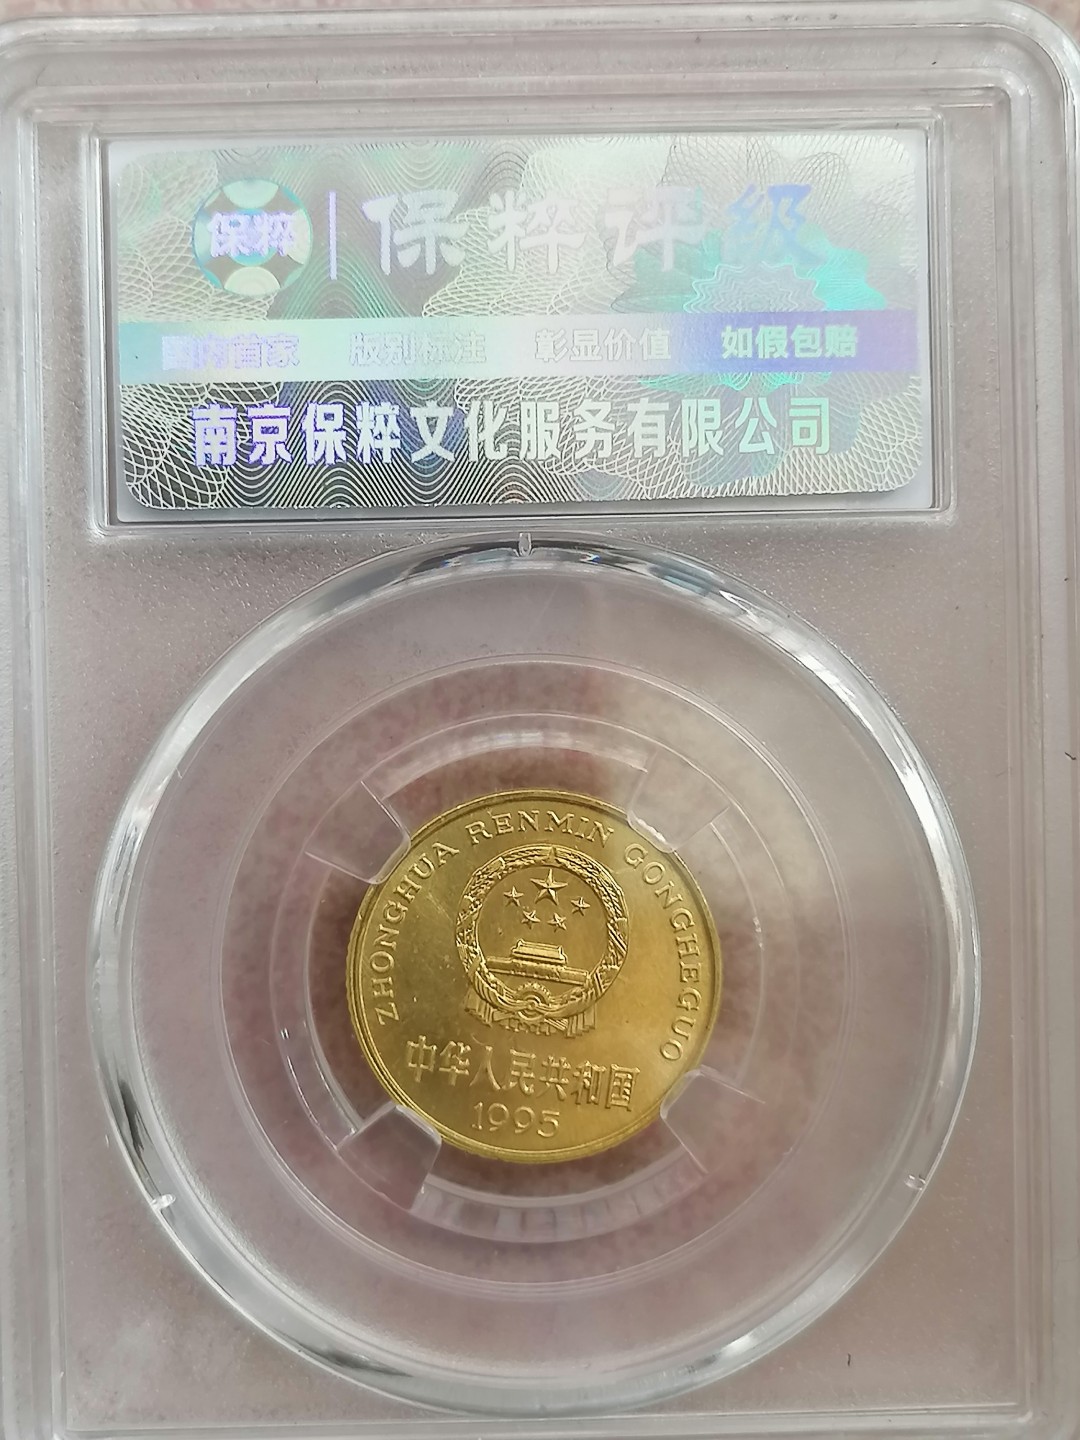 保粹 保粹评级
国内首家 版别标注 彰显价值 如假包赔
南京保粹文化服务有限公司
ZHONGHUA RENMIN GONGHEGUO
中华人民共和国
1995